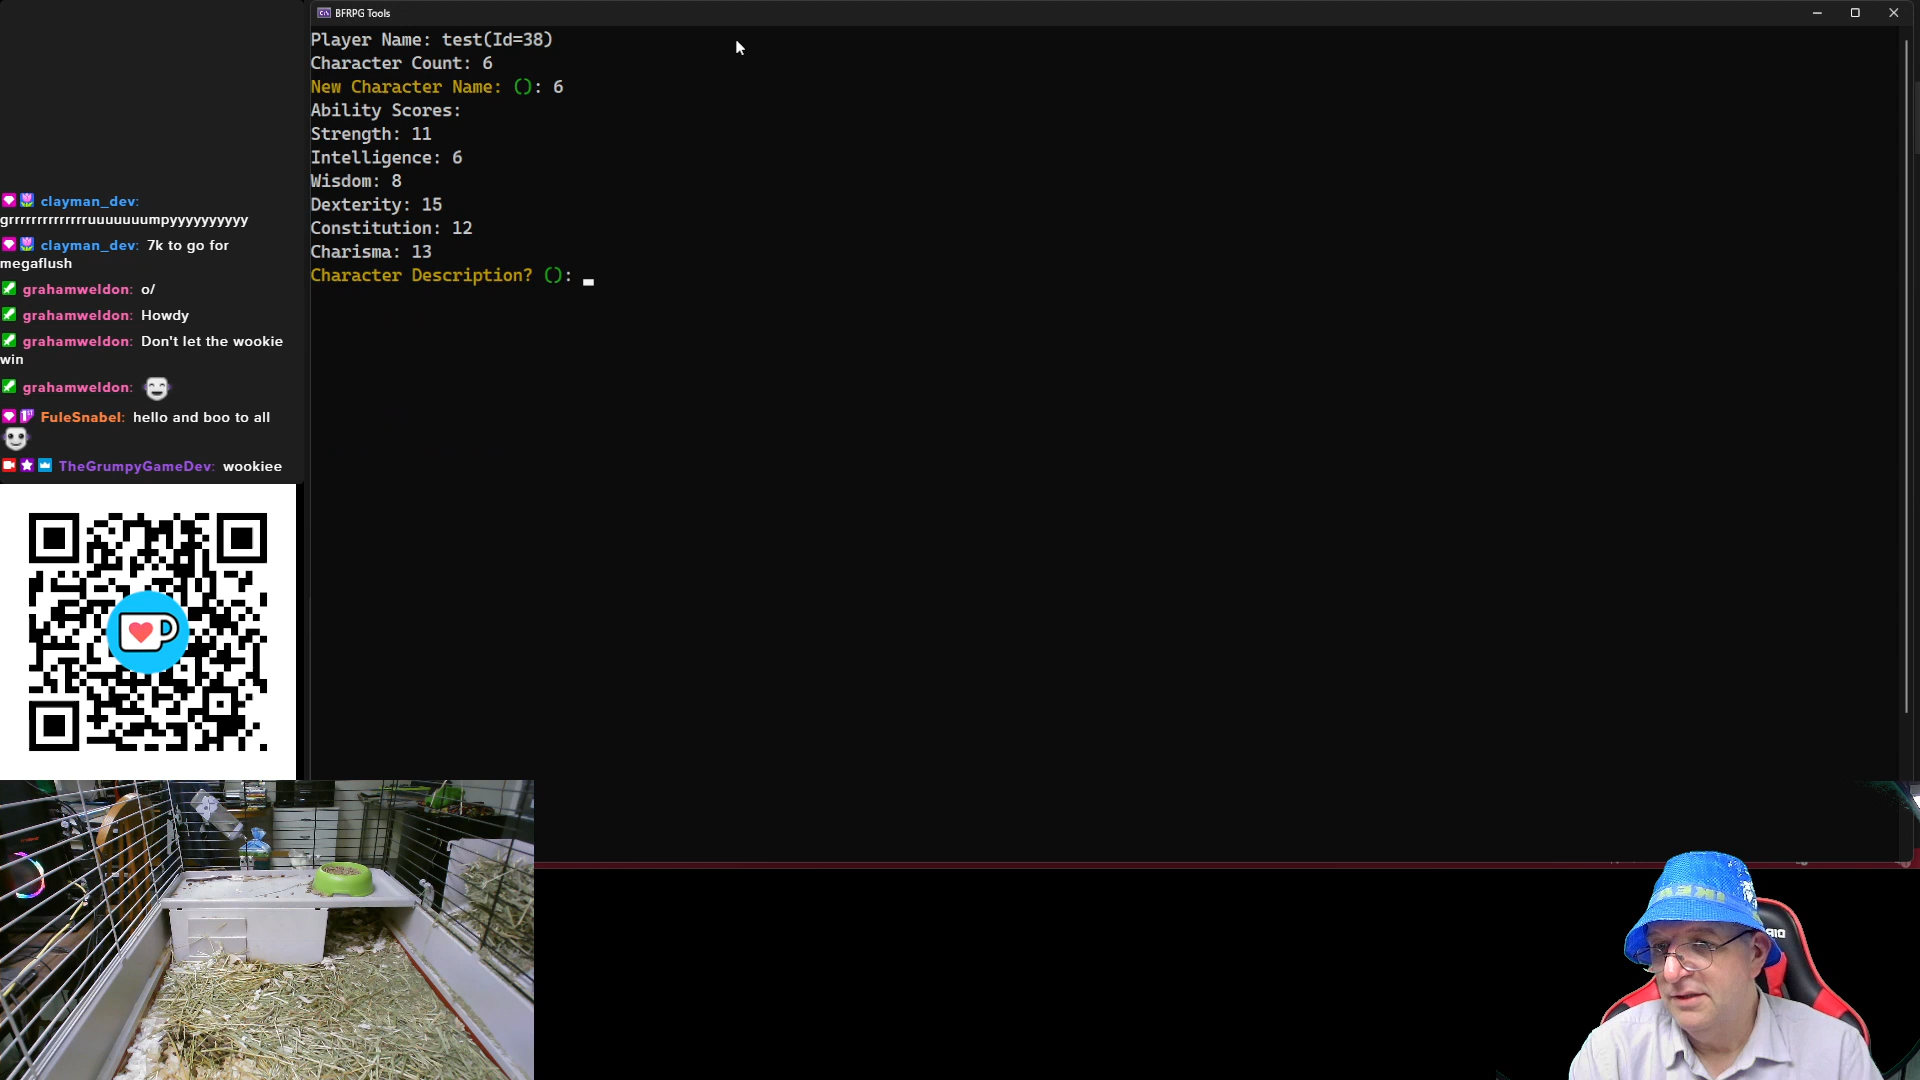 BFRPG Tools
Player Name: test(Id=38)
Character Count: 6
New Character Name: (): 6
Ability Scores:
Strength: 11
Intelligence: 6
Wisdom: 8
Dexterity: 15
Constitution: 12
Charisma: 13
Character Description? ():
clayman_dev:
grrrrrrrrrrrrrruuuuuuumpyyyyyyyyyy
clayman_dev: 7k to go for
megaflush
grahamweldon: o/
grahamweldon: Howdy
grahamweldon: Don't let the wookie
win
grahamweldon:
FuleSnabel: hello and boo to all
TheGrumpyGameDev: wookiee